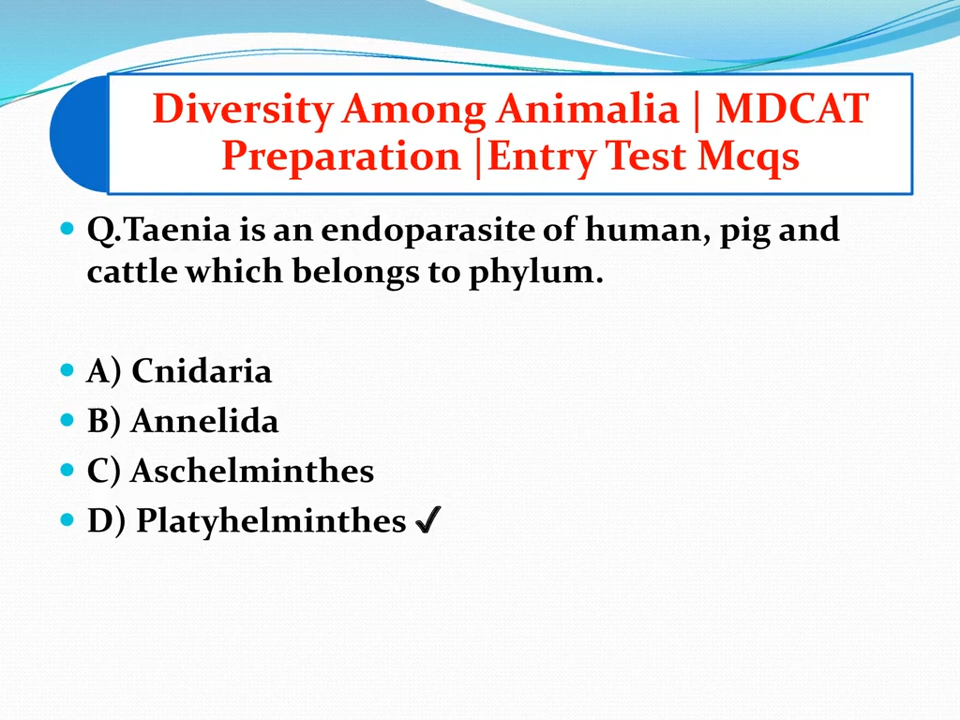 Diversity Among Animalia | MDCAT
Preparation |Entry Test Mcqs
• Q.Taenia is an endoparasite of human, pig and
cattle which belongs to phylum.
• A) Cnidaria
• B) Annelida
• C) Aschelminthes
• D) Platyhelminthes ✓